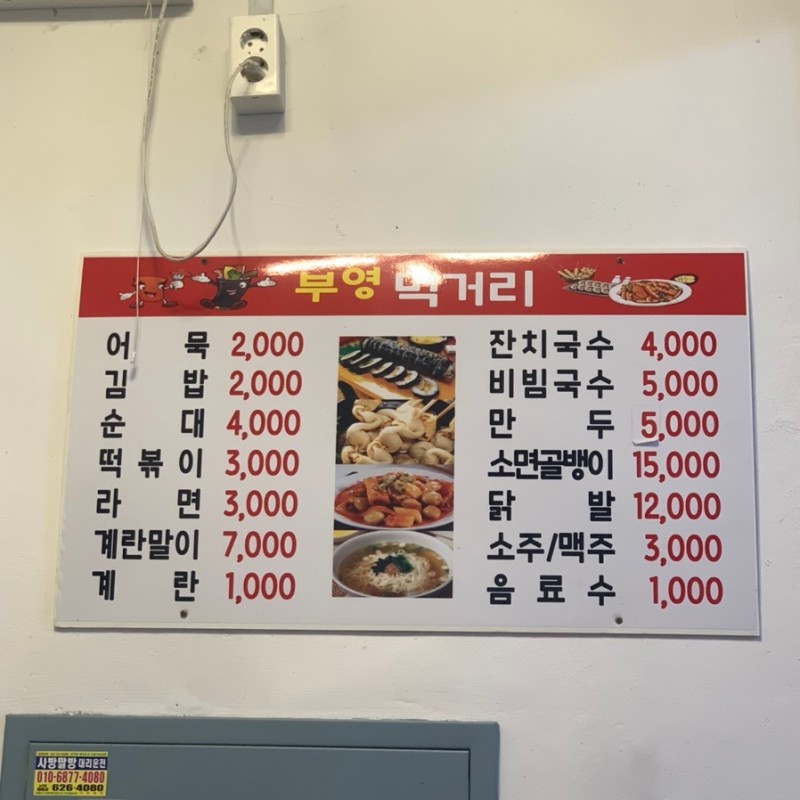 부영 먹거리
어묵 2,000
김밥 2,000
순대 4,000
떡볶이 3,000
라면 3,000
계란말이 7,000
계란 1,000
잔치국수 4,000
비빔국수 5,000
만두 5,000
소면골뱅이 15,000
닭발 12,000
소주/맥주 3,000
음료수 1,000
사방팔방 대리운전
010-6877-4080
626-4080